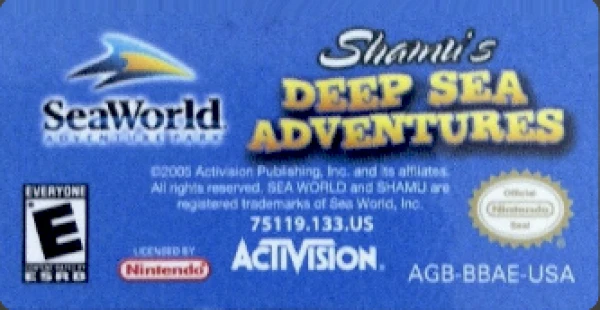 SeaWorld
ADVENTURE PARK
Shamu's
DEEP SEA
ADVENTURES
©2005 Activision Publishing, Inc. and its affiliates.
All rights reserved. SEA WORLD and SHAMU are
registered trademarks of Sea World, Inc.
75119.133.US
EVERYONE
E
ESRB
LICENSED BY
Nintendo
ACTIVISION.
Official
Nintendo
Seal
AGB-BBAE-USA